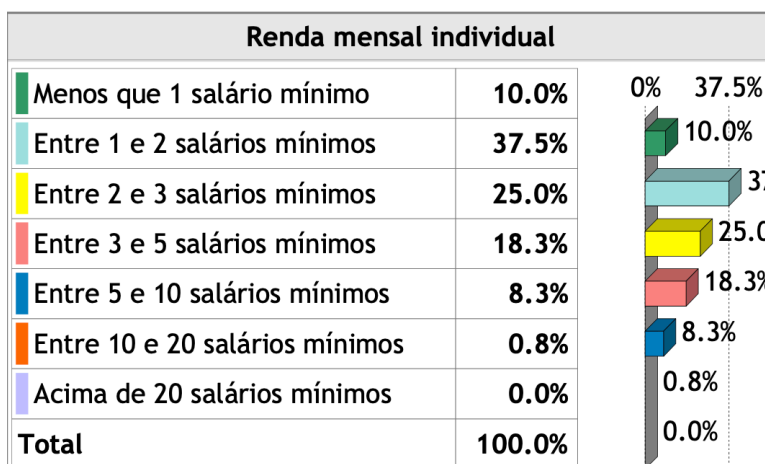 Renda mensal individual
Menos que 1 salário mínimo 10.0%
Entre 1 e 2 salários mínimos 37.5%
Entre 2 e 3 salários mínimos 25.0%
Entre 3 e 5 salários mínimos 18.3%
Entre 5 e 10 salários mínimos 8.3%
Entre 10 e 20 salários mínimos 0.8%
Acima de 20 salários mínimos 0.0%
Total 100.0%
0% 37.5%
10.0%
37
25.0
18.3%
8.3%
0.8%
0.0%